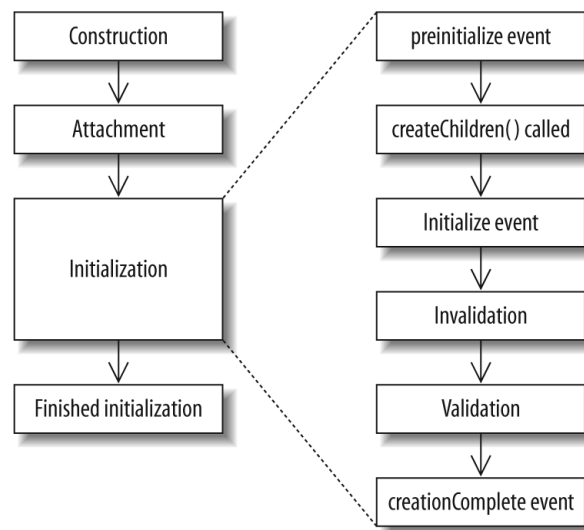 Construction
Attachment
Initialization
Finished initialization
preinitialize event
createChildren( ) called
Initialize event
Invalidation
Validation
creationComplete event